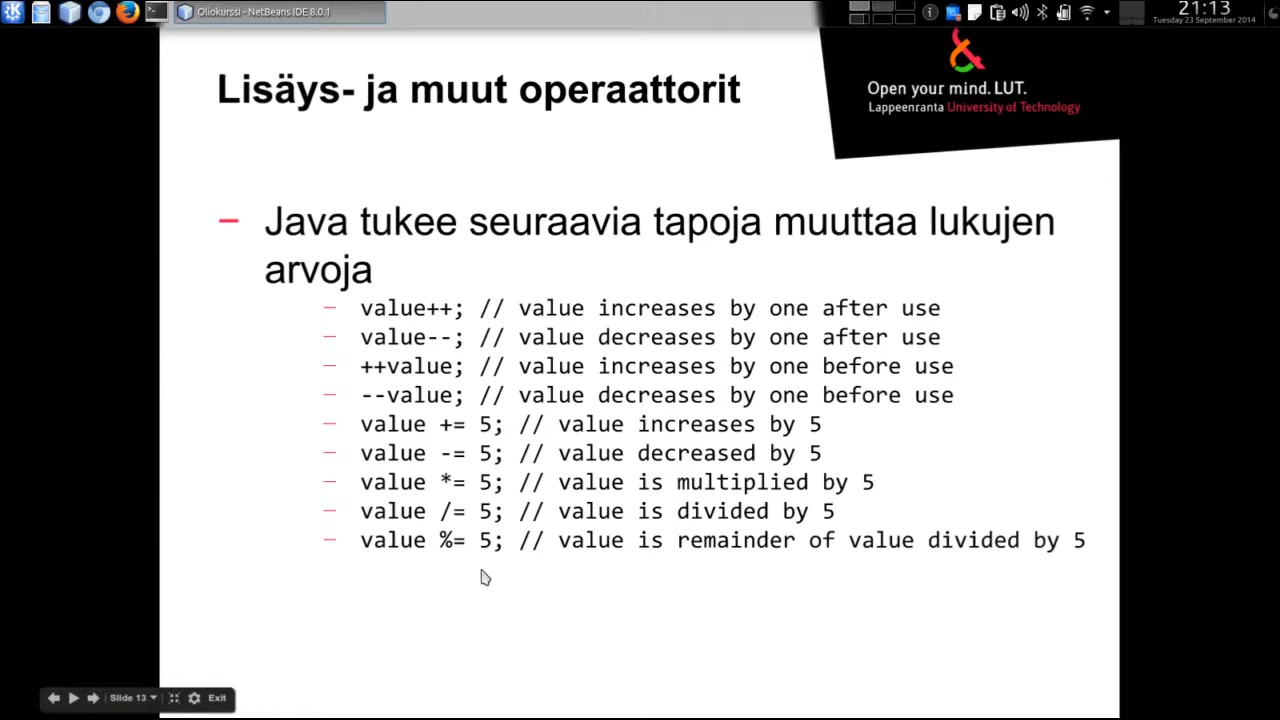 Oliokurssi - NetBeans IDE 8.0.1
21:13
Tuesday 23 September 2014
Lisäys- ja muut operaattorit
Open your mind. LUT.
Lappeenranta University of Technology
– Java tukee seuraavia tapoja muuttaa lukujen
arvoja
– value++; // value increases by one after use
– value--; // value decreases by one after use
– ++value; // value increases by one before use
– --value; // value decreases by one before use
– value += 5; // value increases by 5
– value -= 5; // value decreased by 5
– value *= 5; // value is multiplied by 5
– value /= 5; // value is divided by 5
– value %= 5; // value is remainder of value divided by 5
Slide 13
Exit